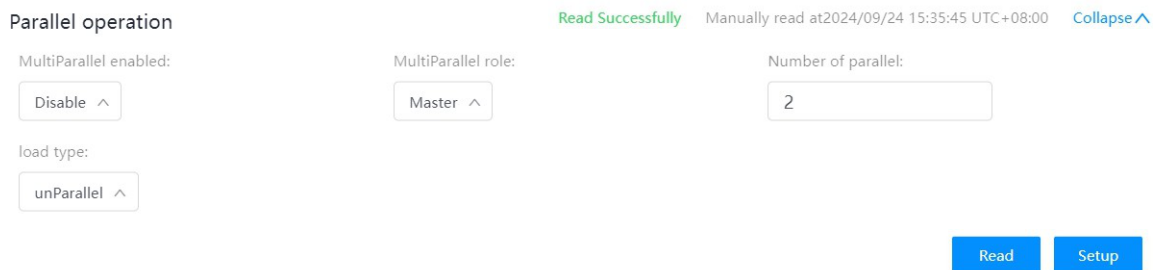 Parallel operation
Read Successfully Manually read at2024/09/24 15:35:45 UTC+08:00 Collapse
MultiParallel enabled: MultiParallel role: Number of parallel:
Disable Master 2
load type:
unParallel
Read Setup